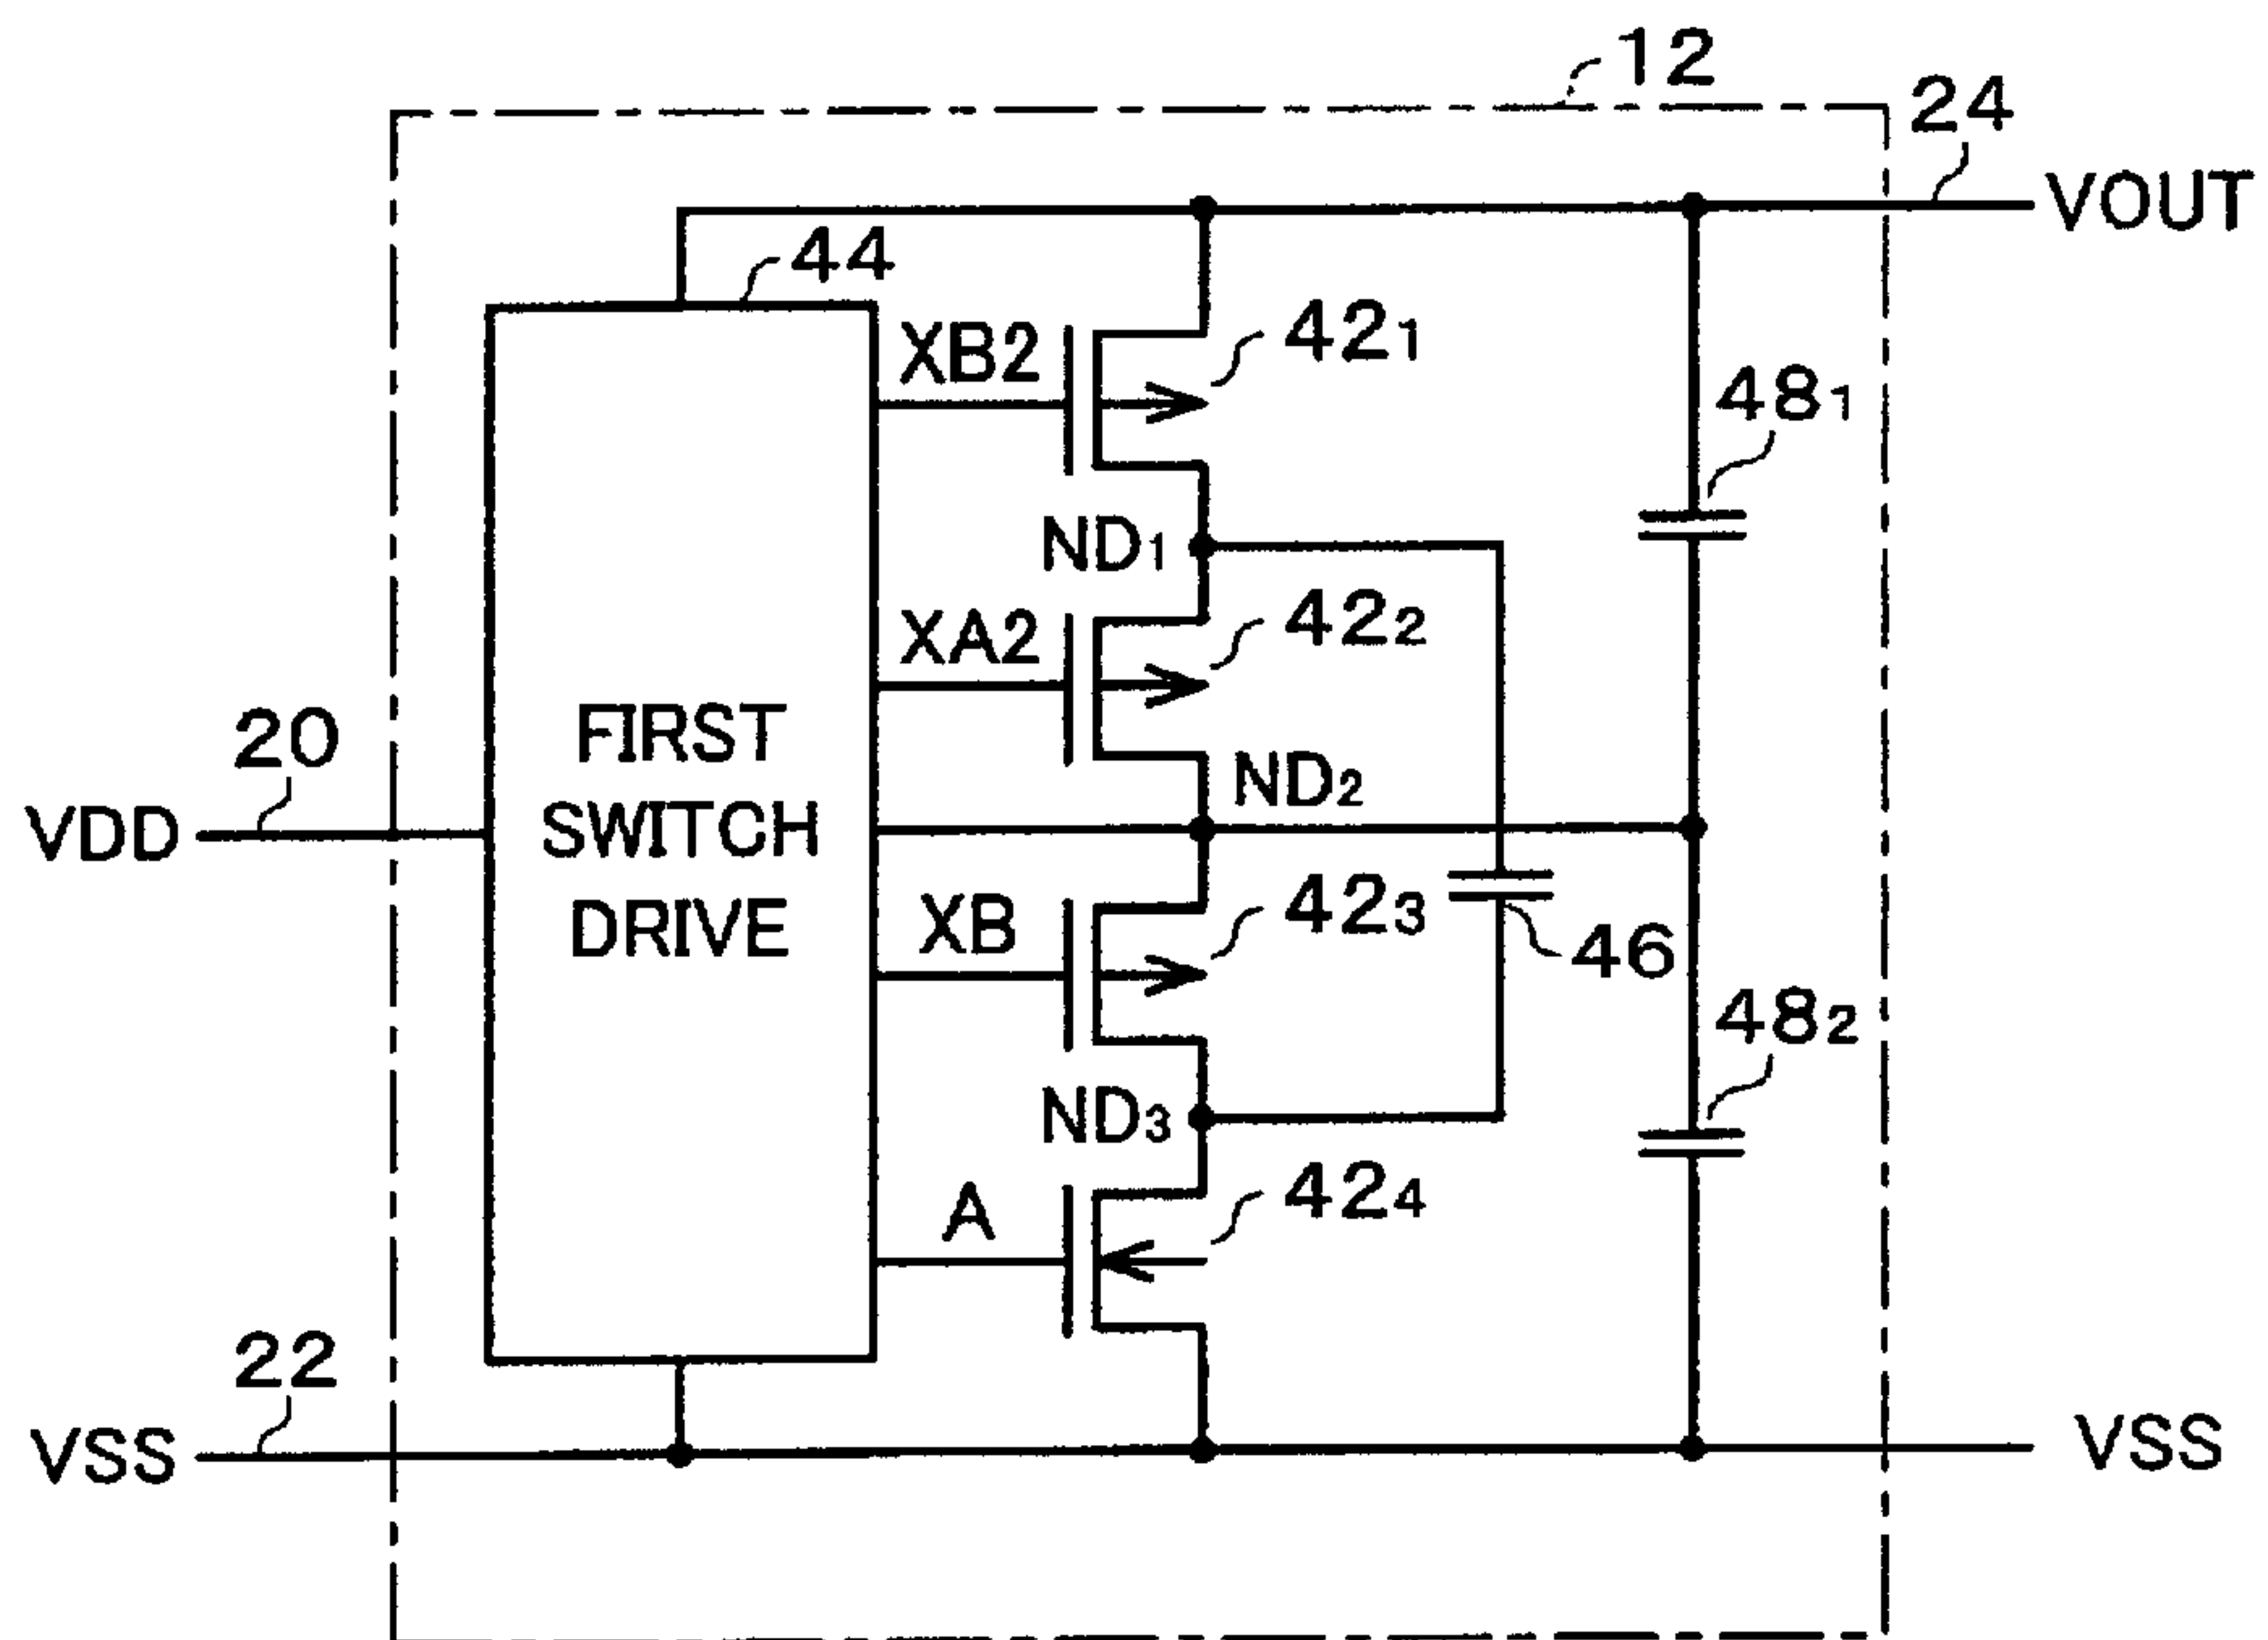 12
24
VOUT
44
XB2
42₁
48₁
ND₁
XA2
42₂
20
VDD
FIRST
SWITCH
DRIVE
ND₂
XB
42₃
46
48₂
ND₃
A
42₄
22
VSS
VSS